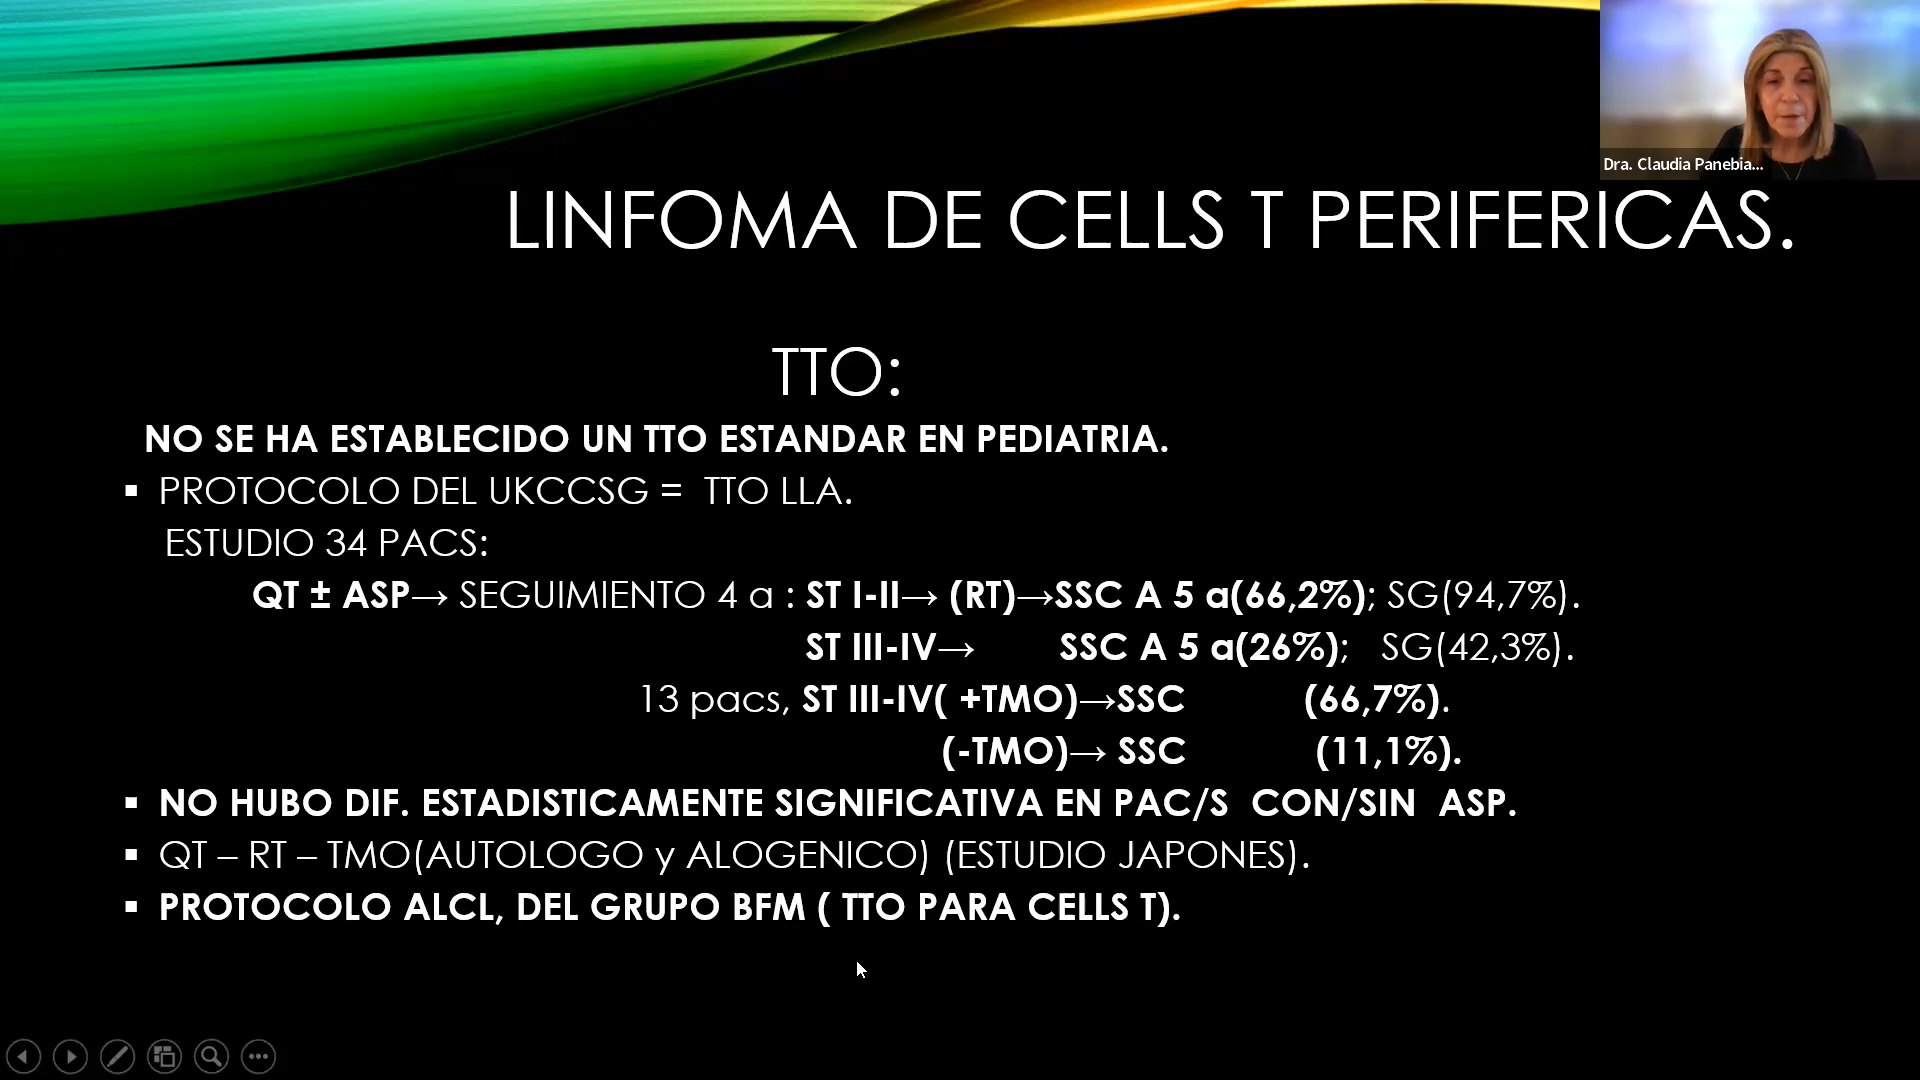 Dra. Claudia Panebia...
LINFOMA DE CELLS T PERIFERICAS.
TTO:
NO SE HA ESTABLECIDO UN TTO ESTANDAR EN PEDIATRIA.
▪ PROTOCOLO DEL UKCCSG = TTO LLA.
ESTUDIO 34 PACS:
QT ± ASP→ SEGUIMIENTO 4 a : ST I-II→ (RT)→SSC A 5 a(66,2%); SG(94,7%).
ST III-IV→ SSC A 5 a(26%); SG(42,3%).
13 pacs, ST III-IV( +TMO)→SSC (66,7%).
(-TMO)→ SSC (11,1%).
▪ NO HUBO DIF. ESTADISTICAMENTE SIGNIFICATIVA EN PAC/S CON/SIN ASP.
▪ QT – RT – TMO(AUTOLOGO y ALOGENICO) (ESTUDIO JAPONES).
▪ PROTOCOLO ALCL, DEL GRUPO BFM ( TTO PARA CELLS T).